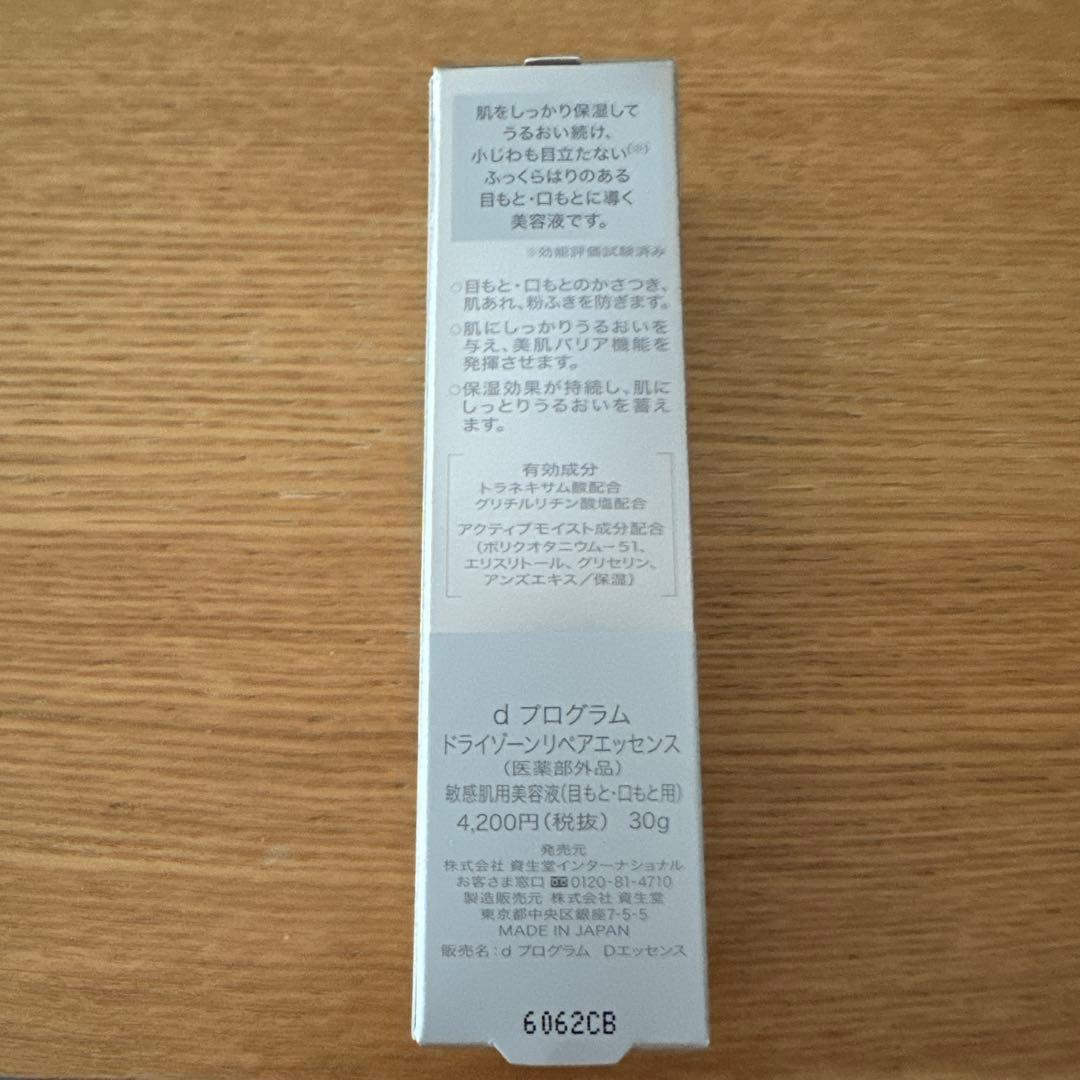 肌をしっかり保湿して
うるおい続け、
小じわも目立たない(※)
ふっくらはりのある
目もと・口もとに導く
美容液です。
※効能評価試験済み
○目もと・口もとのかさつき、
肌あれ、粉ふきを防ぎます。
○肌にしっかりうるおいを
与え、美肌バリア機能を
発揮させます。
○保湿効果が持続し、肌に
しっとりうるおいを蓄え
ます。
有効成分
トラネキサム酸配合
グリチルリチン酸塩配合
アクティブモイスト成分配合
(ポリクオタニウム−51、
エリスリトール、グリセリン、
アンズエキス/保湿)
d プログラム
ドライゾーンリペアエッセンス
(医薬部外品)
敏感肌用美容液(目もと・口もと用)
4,200円(税抜) 30g
発売元
株式会社 資生堂インターナショナル
お客さま窓口 0120-81-4710
製造販売元 株式会社 資生堂
東京都中央区銀座7-5-5
MADE IN JAPAN
販売名:d プログラム Dエッセンス
6062CB